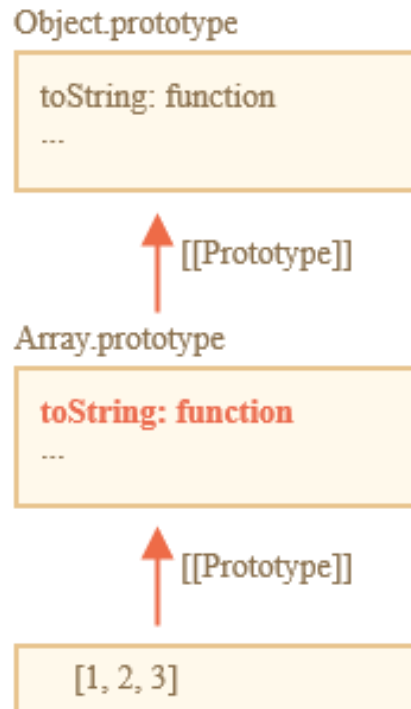 Object.prototype
toString: function
...
[[Prototype]]
Array.prototype
toString: function
...
[[Prototype]]
[1, 2, 3]